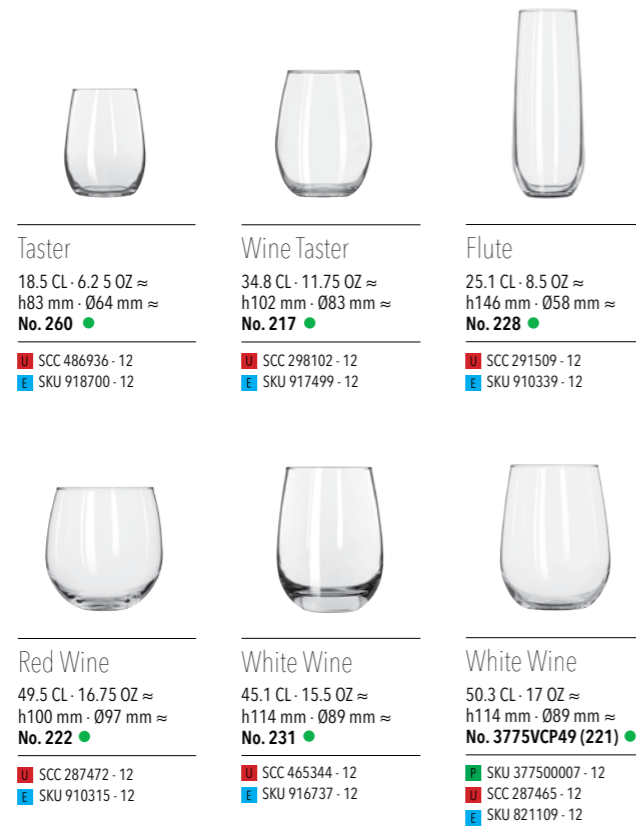 Taster
18.5 CL · 6.2 5 OZ ≈
h83 mm · Ø64 mm ≈
No. 260
U SCC 486936 - 12
E SKU 918700 - 12
Wine Taster
34.8 CL · 11.75 OZ ≈
h102 mm · Ø83 mm ≈
No. 217
U SCC 298102 - 12
E SKU 917499 - 12
Flute
25.1 CL · 8.5 OZ ≈
h146 mm · Ø58 mm ≈
No. 228
U SCC 291509 - 12
E SKU 910339 - 12
Red Wine
49.5 CL · 16.75 OZ ≈
h100 mm · Ø97 mm ≈
No. 222
U SCC 287472 - 12
E SKU 910315 - 12
White Wine
45.1 CL · 15.5 OZ ≈
h114 mm · Ø89 mm ≈
No. 231
U SCC 465344 - 12
E SKU 916737 - 12
White Wine
50.3 CL · 17 OZ ≈
h114 mm · Ø89 mm ≈
No. 3775VCP49 (221)
P SKU 377500007 - 12
U SCC 287465 - 12
E SKU 821109 - 12